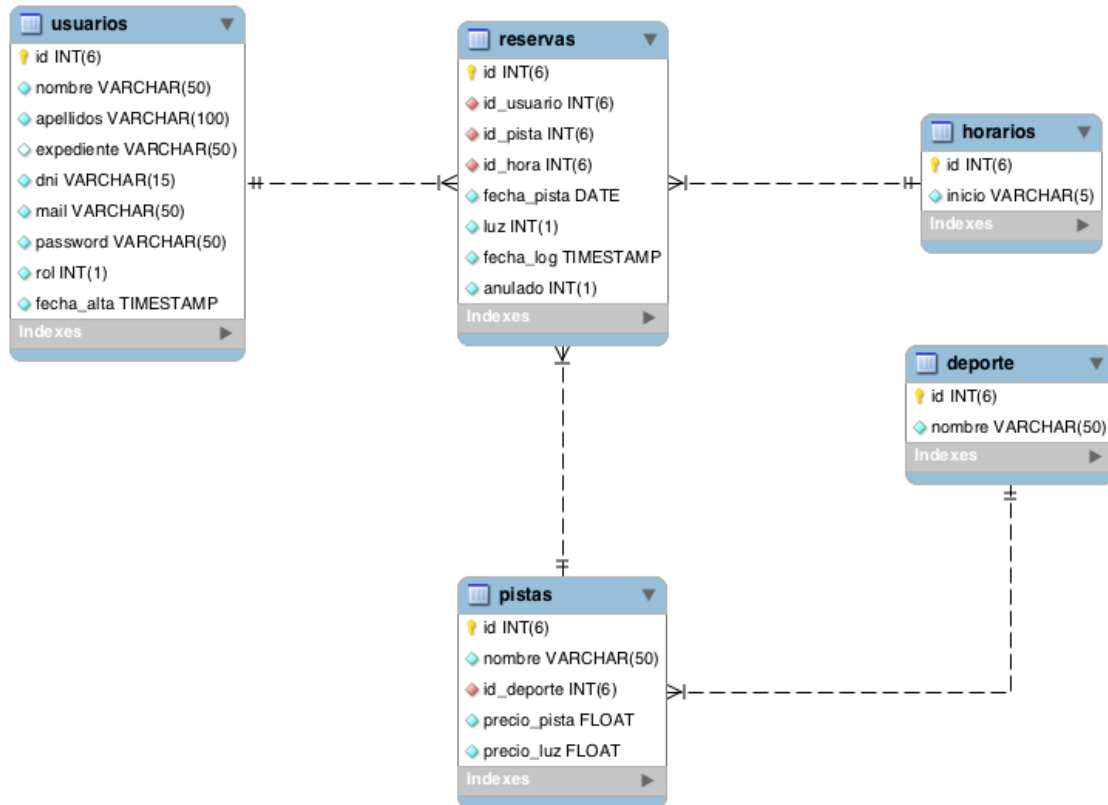 usuarios
id INT(6)
nombre VARCHAR(50)
apellidos VARCHAR(100)
expediente VARCHAR(50)
dni VARCHAR(15)
mail VARCHAR(50)
password VARCHAR(50)
rol INT(1)
fecha_alta TIMESTAMP
Indexes
reservas
id INT(6)
id_usuario INT(6)
id_pista INT(6)
id_hora INT(6)
fecha_pista DATE
luz INT(1)
fecha_log TIMESTAMP
anulado INT(1)
Indexes
horarios
id INT(6)
inicio VARCHAR(5)
Indexes
deporte
id INT(6)
nombre VARCHAR(50)
Indexes
pistas
id INT(6)
nombre VARCHAR(50)
id_deporte INT(6)
precio_pista FLOAT
precio_luz FLOAT
Indexes